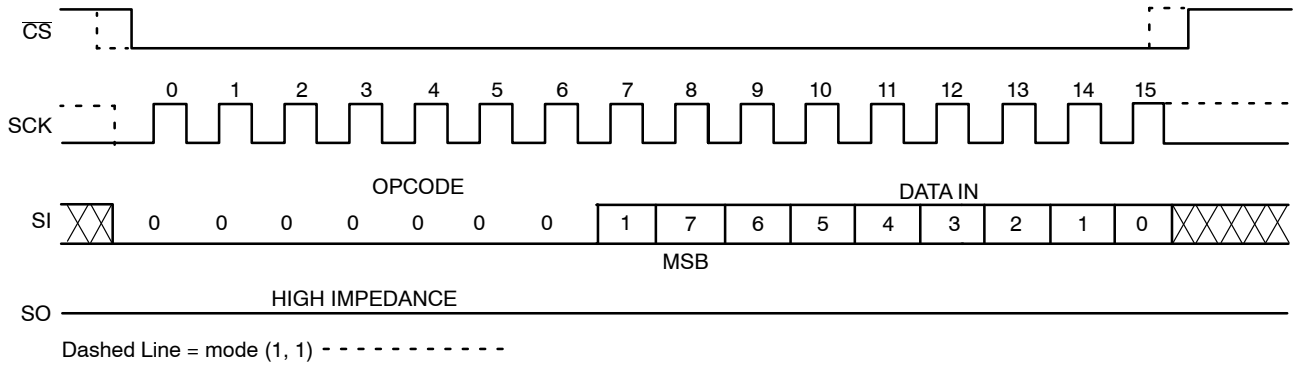 CS
0 1 2 3 4 5 6 7 8 9 10 11 12 13 14 15
SCK
OPCODE DATA IN
SI 0 0 0 0 0 0 0 1 7 6 5 4 3 2 1 0
MSB
HIGH IMPEDANCE
SO
Dashed Line = mode (1, 1)